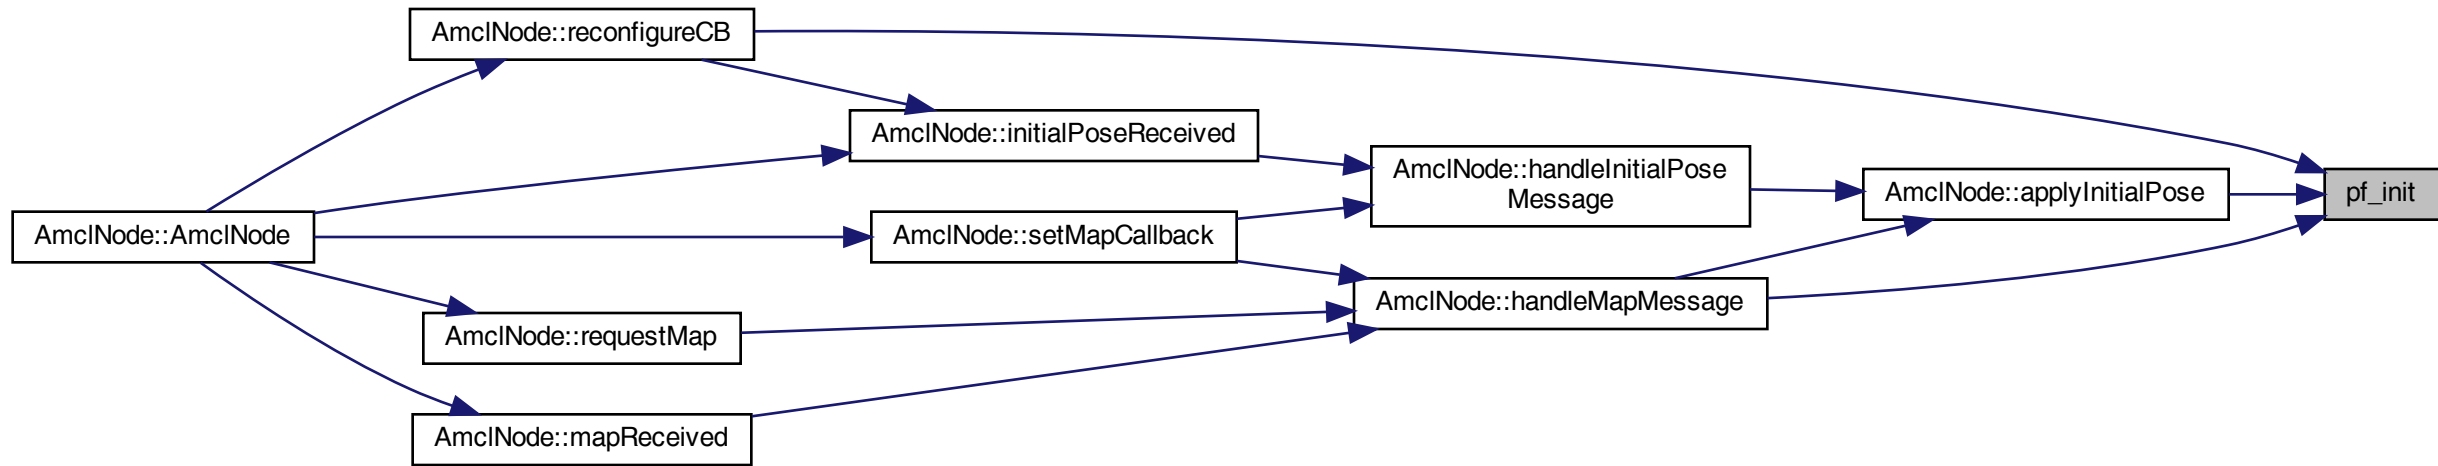 AmclNode::reconfigureCB
AmclNode::initialPoseReceived
AmclNode::handleInitialPose
Message
AmclNode::applyInitialPose
pf_init
AmclNode::AmclNode
AmclNode::setMapCallback
AmclNode::handleMapMessage
AmclNode::requestMap
AmclNode::mapReceived